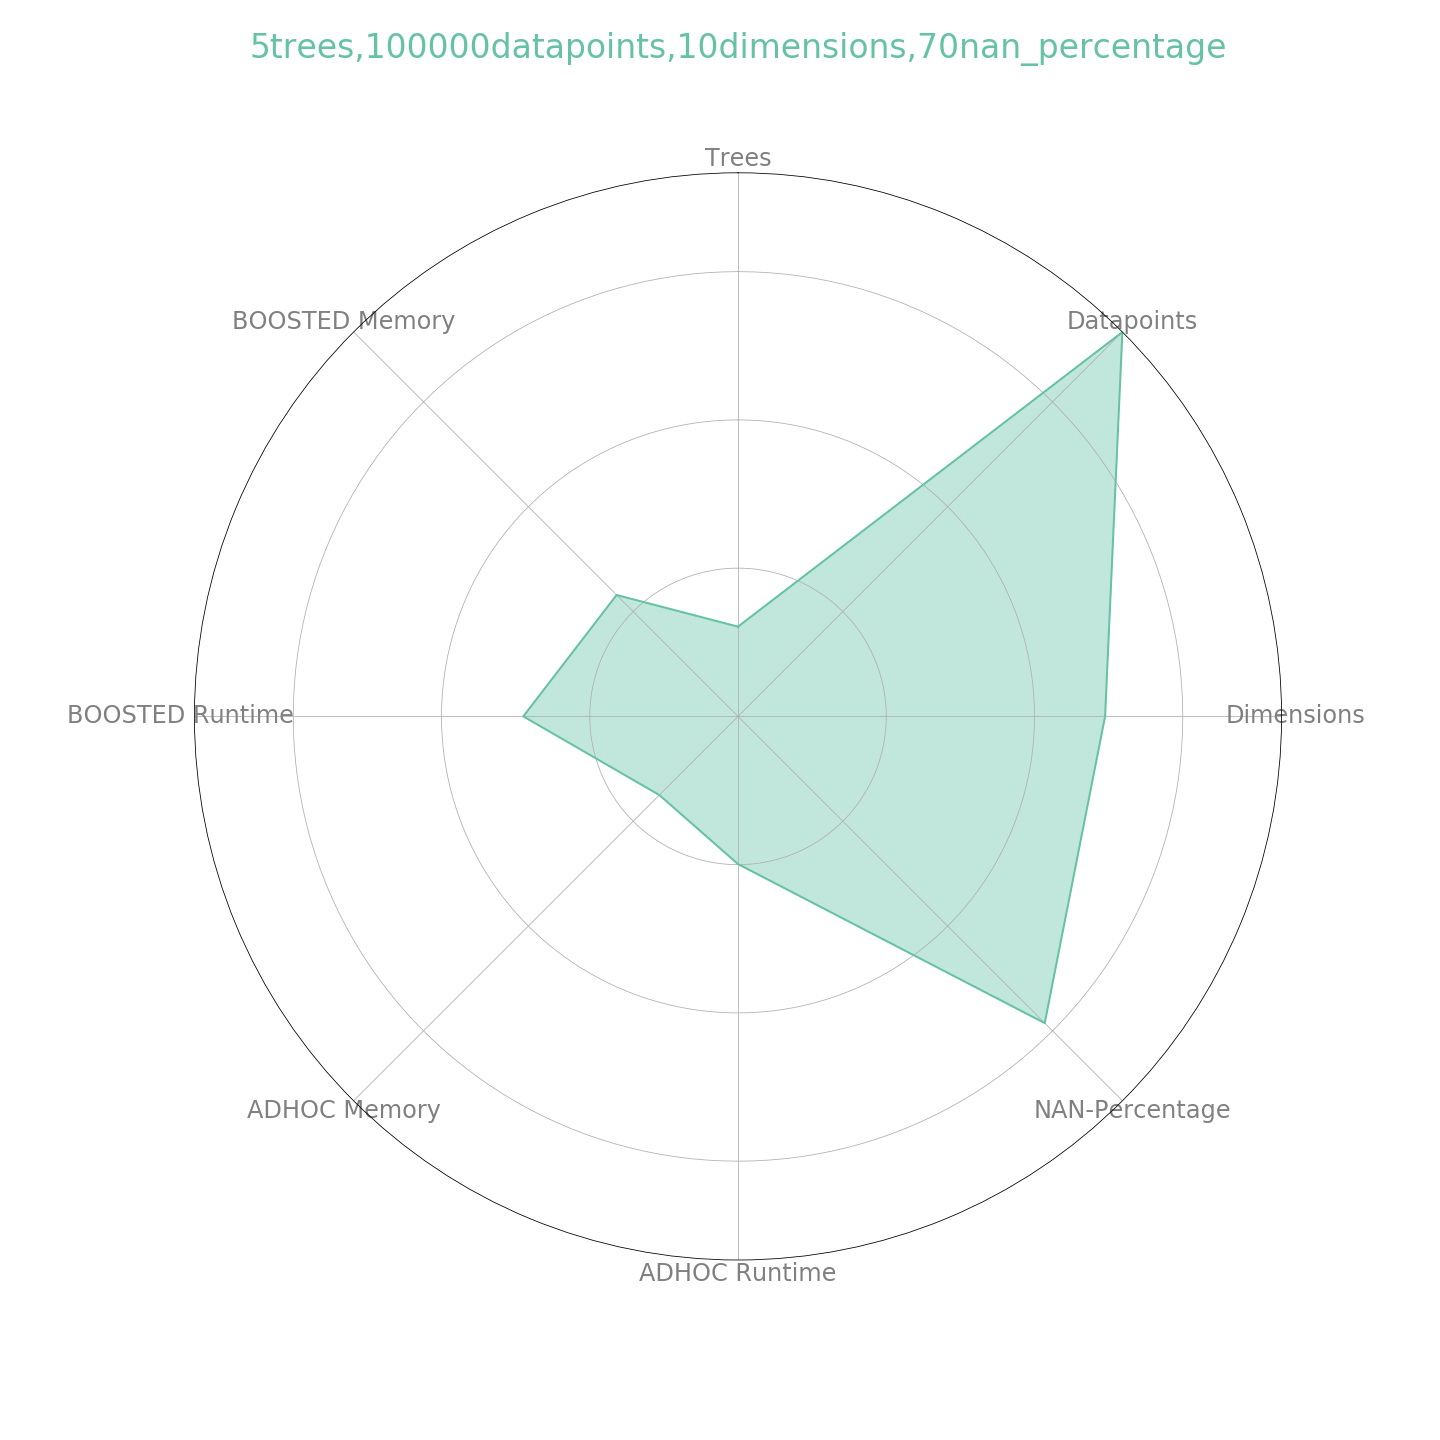 5trees,100000datapoints,10dimensions,70nan_percentage
Trees
BOOSTED Memory
Datapoints
BOOSTED Runtime
Dimensions
ADHOC Memory
NAN-Percentage
ADHOC Runtime